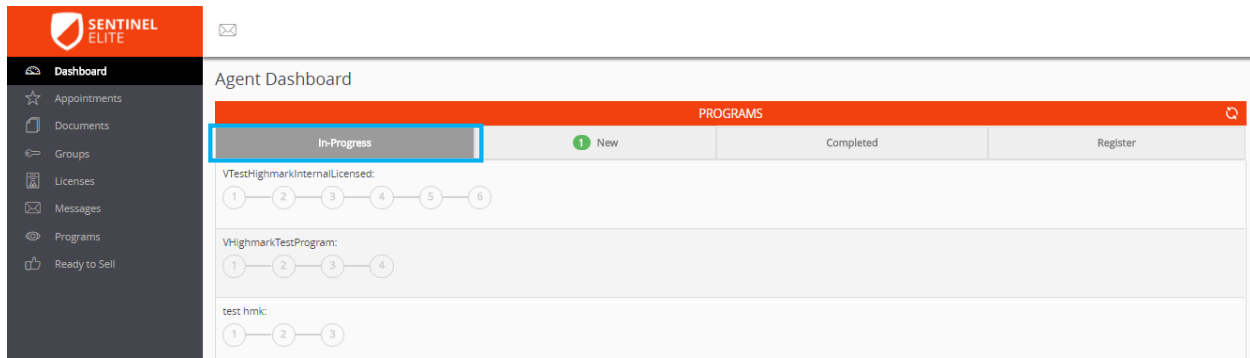 SENTINEL
ELITE
Dashboard
Appointments
Documents
Groups
Licenses
Messages
Programs
Ready to Sell
Agent Dashboard
PROGRAMS
In-Progress
1 New
Completed
Register
VTestHighmarkInternalLicensed:
1 2 3 4 5 6
VHighmarkTestProgram:
1 2 3 4
test hmk:
1 2 3